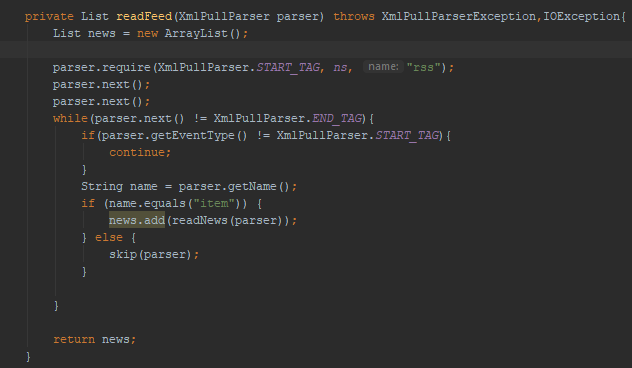 private List readFeed(XmlPullParser parser) throws XmlPullParserException,IOException{
    List news = new ArrayList();

    parser.require(XmlPullParser.START_TAG, ns, name: "rss");
    parser.next();
    parser.next();
    while(parser.next() != XmlPullParser.END_TAG){
        if(parser.getEventType() != XmlPullParser.START_TAG){
            continue;
        }
        String name = parser.getName();
        if (name.equals("item")) {
            news.add(readNews(parser));
        } else {
            skip(parser);
        }

    }

    return news;
}